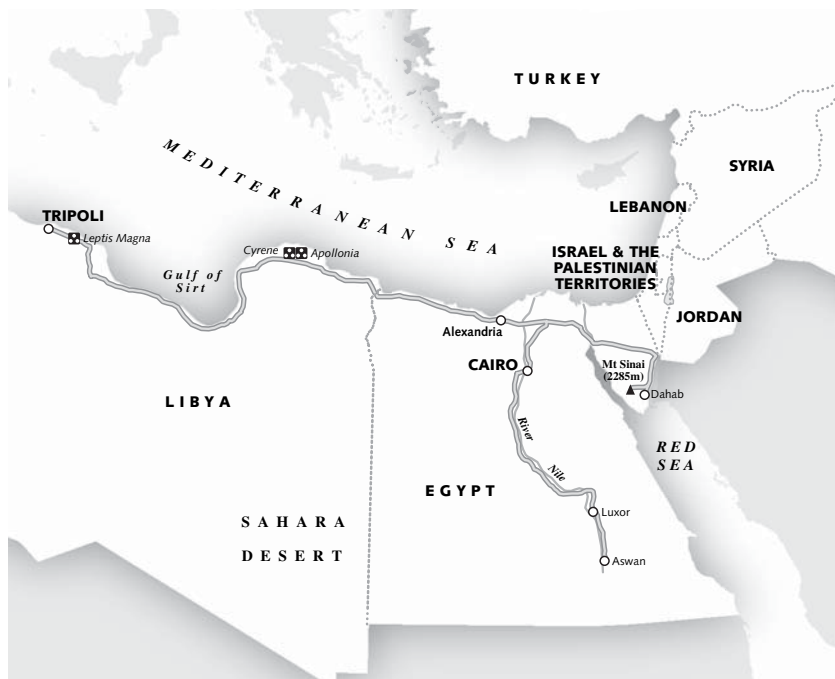 TURKEY
MEDITERRANEAN SEA
SYRIA
LEBANON
TRIPOLI
Leptis Magna
Cyrene
Apollonia
ISRAEL & THE
PALESTINIAN
TERRITORIES
Gulf of
Sirt
JORDAN
Alexandria
CAIRO
Mt Sinai
(2285m)
Dahab
LIBYA
River Nile
RED
SEA
EGYPT
Luxor
SAHARA
DESERT
Aswan